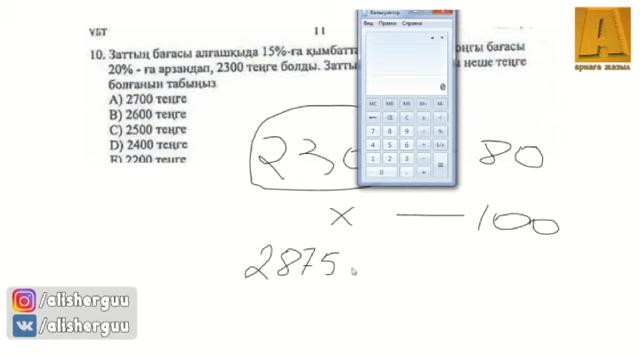 ҰБТ 11
10. Заттың бағасы алғашқыда 15%-ға қымбатта соңғы бағасы
20% - ға арзандап, 2300 теңге болды. Затты неше теңге
болғанын табыңыз
A) 2700 теңге
B) 2600 теңге
C) 2500 теңге
D) 2400 теңге
E) 2200 теңге
Калькулятор
Вид Правка Справка
0
MC MR MS M+ M-
← CE C ± √
7 8 9 / %
4 5 6 * 1/x
1 2 3 - =
0 , +
230 80
x — 100
2875
А
арнаға жазыл
/alisherguu
/alisherguu